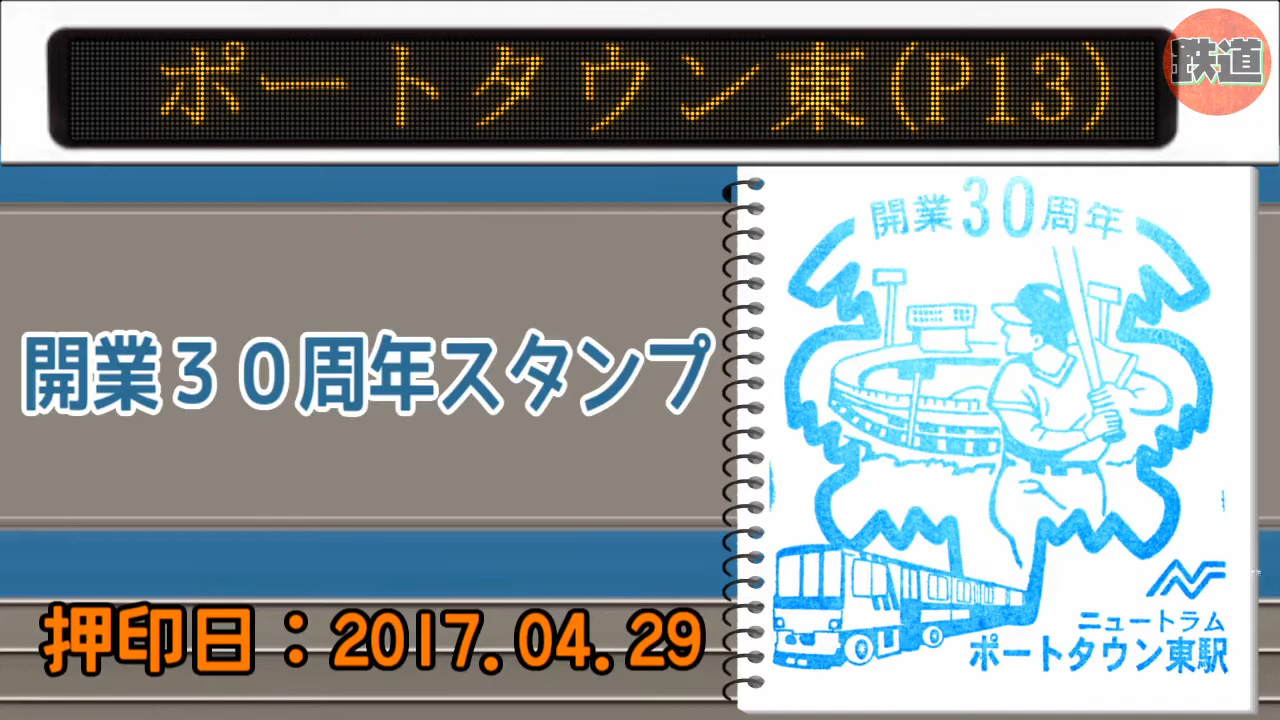 ポートタウン東(P13)
鉄道
開業３０周年スタンプ
押印日：2017.04.29
開業30周年
ニュートラム
ポートタウン東駅